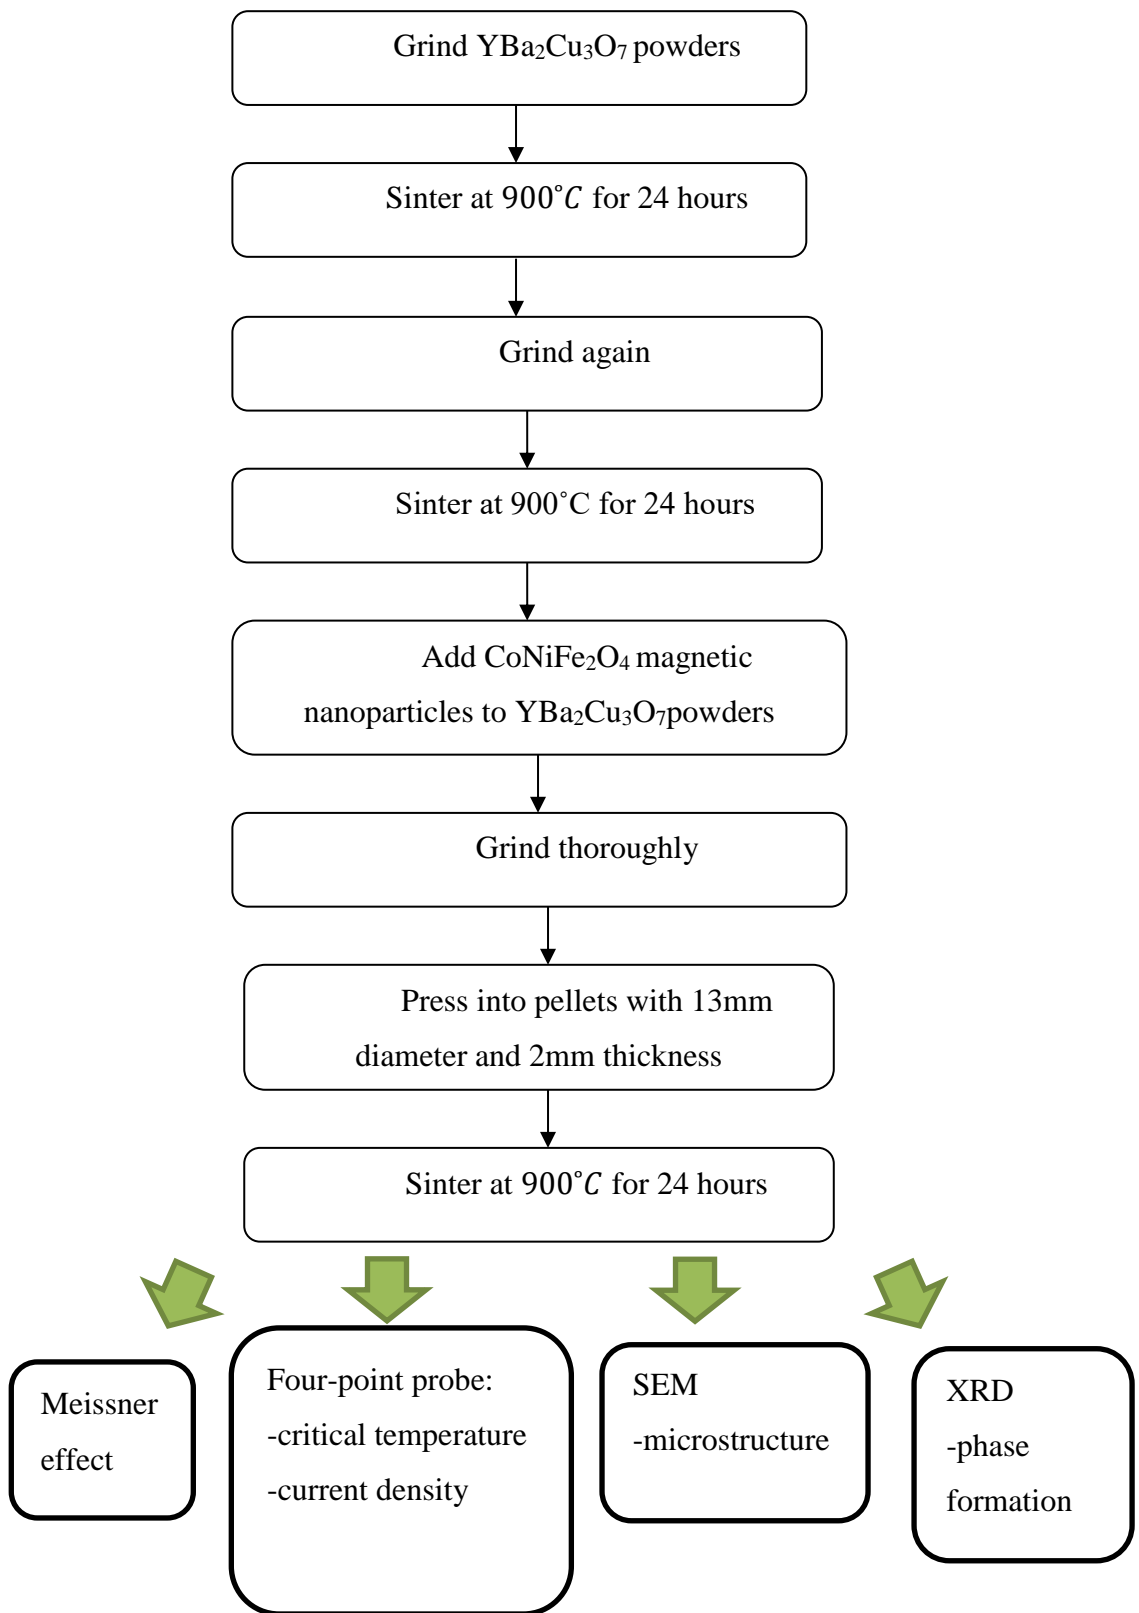 Grind YBa₂Cu₃O₇ powders
Sinter at 900°C for 24 hours
Grind again
Sinter at 900˚C for 24 hours
Add CoNiFe₂O₄ magnetic
nanoparticles to YBa₂Cu₃O₇powders
Grind thoroughly
Press into pellets with 13mm
diameter and 2mm thickness
Sinter at 900°C for 24 hours
Meissner
effect
Four-point probe:
-critical temperature
-current density
SEM
-microstructure
XRD
-phase
formation